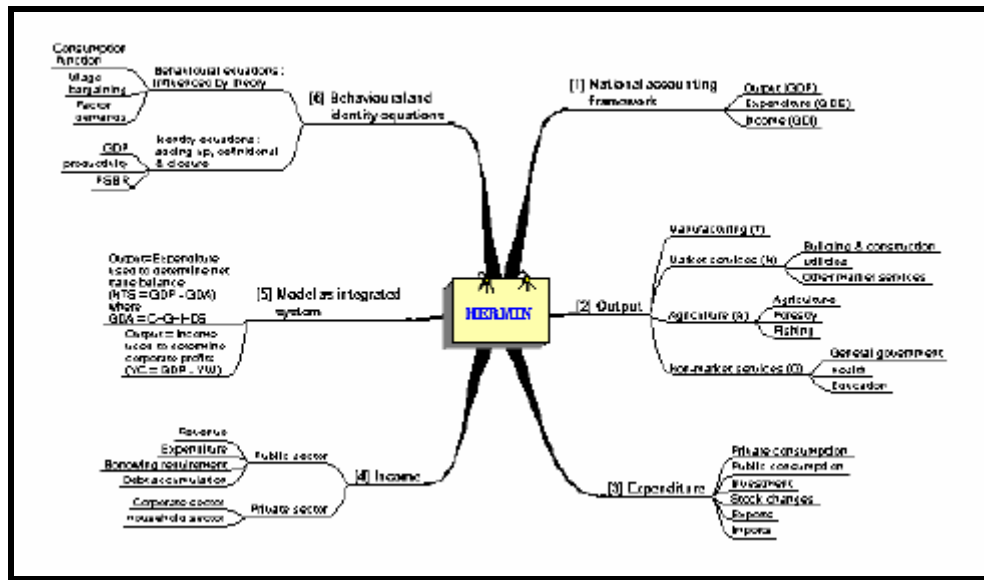 HERMIN
[1] National accounting
framework
Output (GDP)
Expenditure (GDE)
Income (GDI)
[2] Output
Manufacturing (T)
Market services (N)
Building & construction
Utilities
Other market services
Agriculture (A)
Agriculture
Forestry
Fishing
Non-market services (G)
General government
Health
Education
[3] Expenditure
Private consumption
Public consumption
Investment
Stock changes
Exports
Imports
[4] Income
Public sector
Revenue
Expenditure
Borrowing requirement
Debt accumulation
Private sector
Corporate sector
Household sector
[5] Model as integrated
system
Output=Expenditure
used to determine net
trade balance
(NTS = GDP - GDA)
where
GDA = C+G+I+DS
Output = Income
used to determine
corporate profits
(YC = GDP - YW)
[6] Behavioural and
identity equations
Behavioural equations :
influenced by theory
Consumption
function
Wage
bargaining
Factor
demands
Identity equations :
adding up, definitional
& closure
GDP
productivity
PSBR